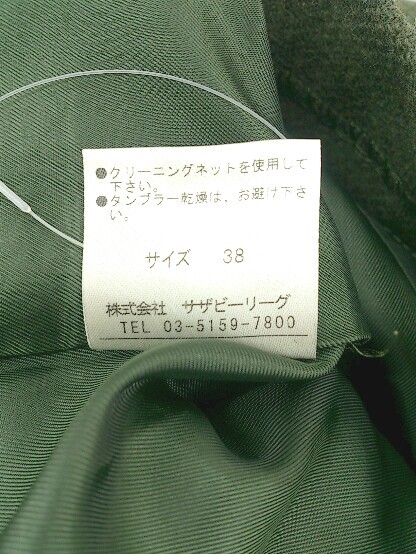 ●クリーニングネットを使用して
下さい。
●タンブラー乾燥は、お避け下さ
い。
サイズ 38
株式会社 サザビーリーグ
TEL 03-5159-7800